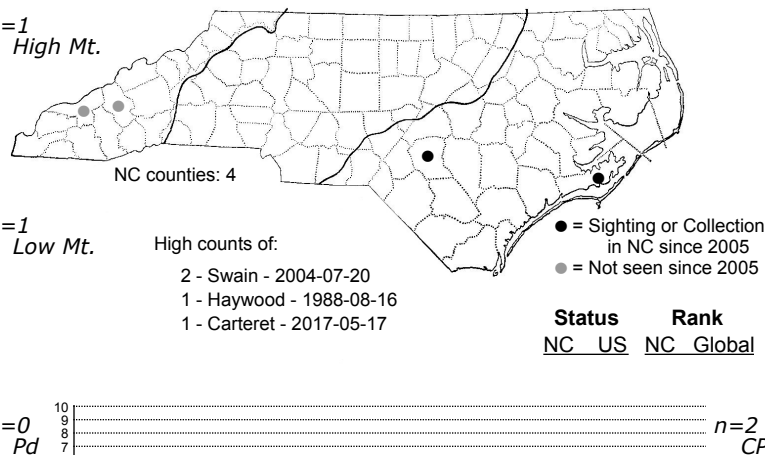 =1
High Mt.
NC counties: 4
=1
Low Mt.
High counts of:
2 - Swain - 2004-07-20
1 - Haywood - 1988-08-16
1 - Carteret - 2017-05-17
● = Sighting or Collection
in NC since 2005
● = Not seen since 2005
Status Rank
NC US NC Global
=0
Pd
10
9
8
7
n=2
CP